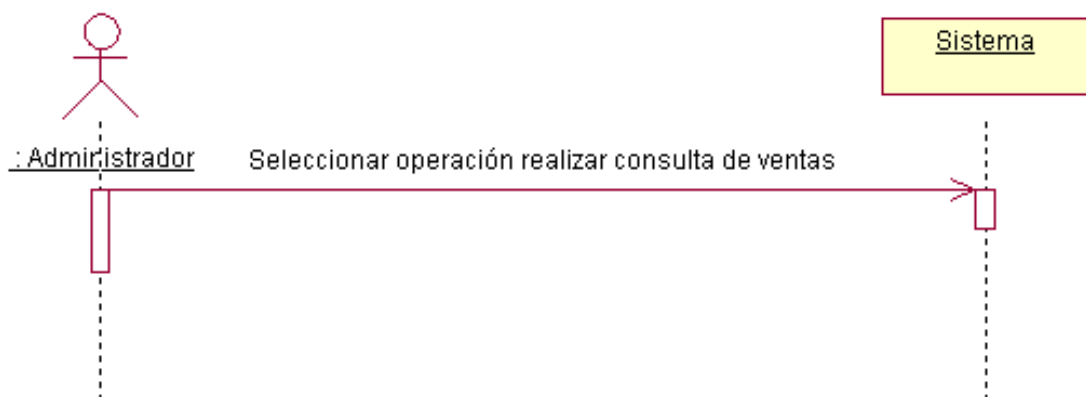 Sistema
: Administrador
Seleccionar operación realizar consulta de ventas